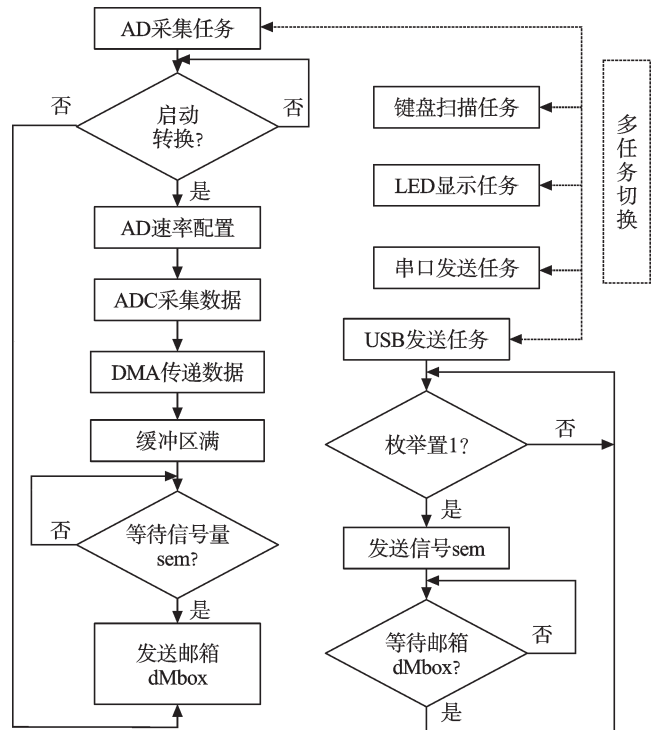 AD采集任务
否
启动
转换?
否
是
AD速率配置
ADC采集数据
DMA传递数据
缓冲区满
否
等待信号量
sem?
是
发送邮箱
dMbox
键盘扫描任务
LED显示任务
串口发送任务
USB发送任务
枚举置1?
否
是
发送信号sem
等待邮箱
dMbox?
否
是
多任务切换